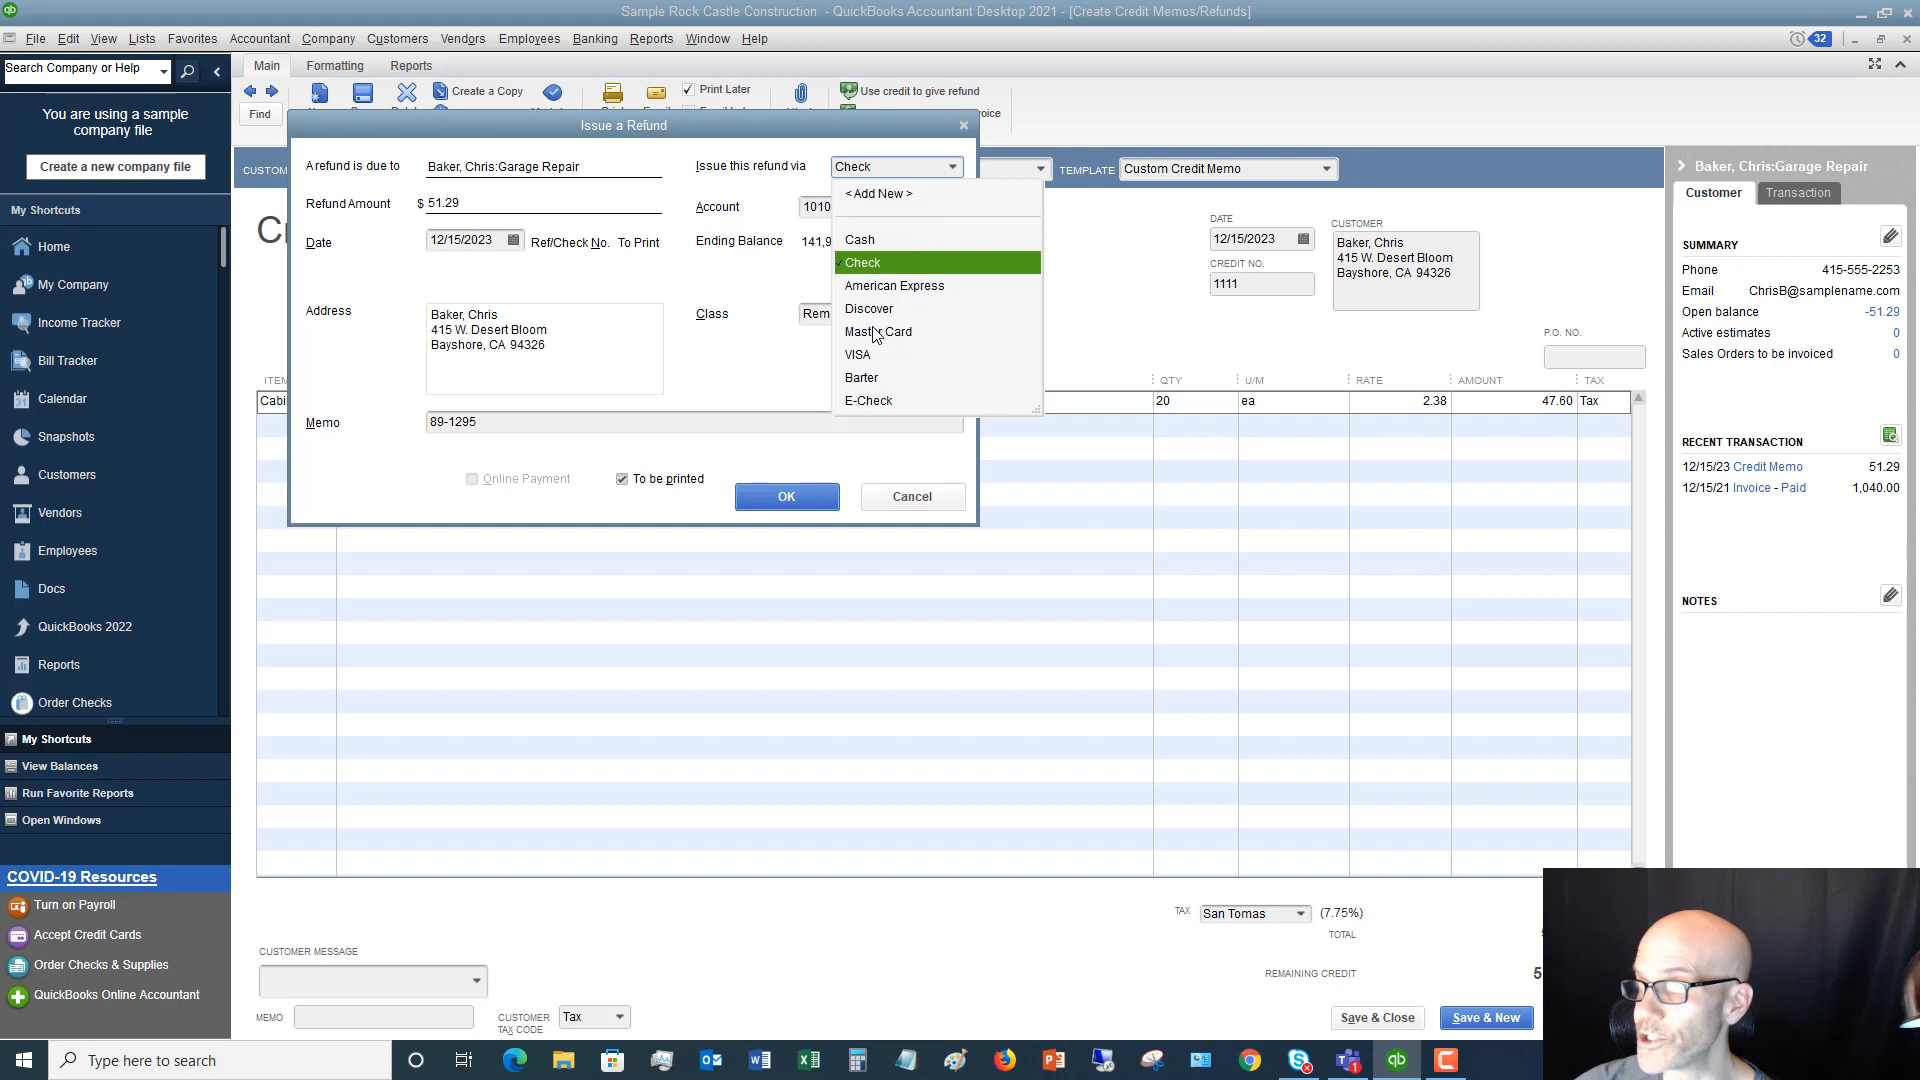 Sample Rock Castle Construction - QuickBooks Accountant Desktop 2021 - [Create Credit Memos/Refunds]
File Edit View Lists Favorites Accountant Company Customers Vendors Employees Banking Reports Window Help
32
Search Company or Help
Main Formatting Reports
Find
Create a Copy
Print Later
Use credit to give refund
You are using a sample
company file
Create a new company file
My Shortcuts
Home
My Company
Income Tracker
Bill Tracker
Calendar
Snapshots
Customers
Vendors
Employees
Docs
QuickBooks 2022
Reports
Order Checks
My Shortcuts
View Balances
Run Favorite Reports
Open Windows
COVID-19 Resources
Turn on Payroll
Accept Credit Cards
Order Checks & Supplies
QuickBooks Online Accountant
Issue a Refund
A refund is due to Baker, Chris:Garage Repair
Issue this refund via Check
Refund Amount $ 51.29
Account 1010
Date 12/15/2023 Ref/Check No. To Print
Ending Balance 141,9
Address
Baker, Chris
415 W. Desert Bloom
Bayshore, CA 94326
Class Rem
Memo 89-1295
Online Payment To be printed
OK Cancel
< Add New >
Cash
Check
American Express
Discover
Master Card
VISA
Barter
E-Check
CUSTOM
TEMPLATE Custom Credit Memo
DATE
12/15/2023
CREDIT NO.
1111
CUSTOMER
Baker, Chris
415 W. Desert Bloom
Bayshore, CA 94326
P.O. NO.
ITEM QTY U/M RATE AMOUNT TAX
Cabi 20 ea 2.38 47.60 Tax
TAX San Tomas (7.75%)
TOTAL
REMAINING CREDIT 5
CUSTOMER MESSAGE
MEMO
CUSTOMER
TAX CODE
Tax
Save & Close Save & New
Baker, Chris:Garage Repair
Customer Transaction
SUMMARY
Phone 415-555-2253
Email ChrisB@samplename.com
Open balance -51.29
Active estimates 0
Sales Orders to be invoiced 0
RECENT TRANSACTION
12/15/23 Credit Memo 51.29
12/15/21 Invoice - Paid 1,040.00
NOTES
Type here to search